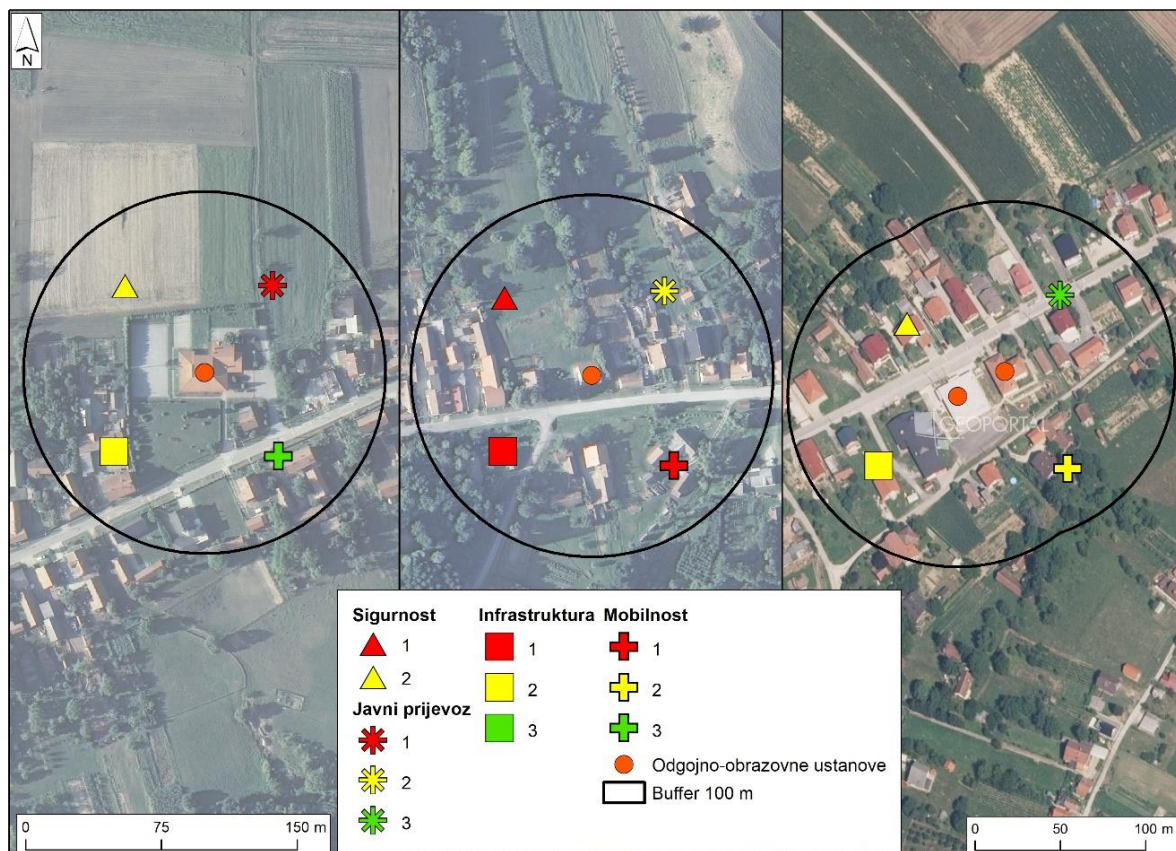 N
GEOPORTAL
Sigurnost
1
2
Javni prijevoz
1
2
3
Infrastruktura
1
2
3
Mobilnost
1
2
3
Odgojno-obrazovne ustanove
Buffer 100 m
0 75 150 m
0 50 100 m